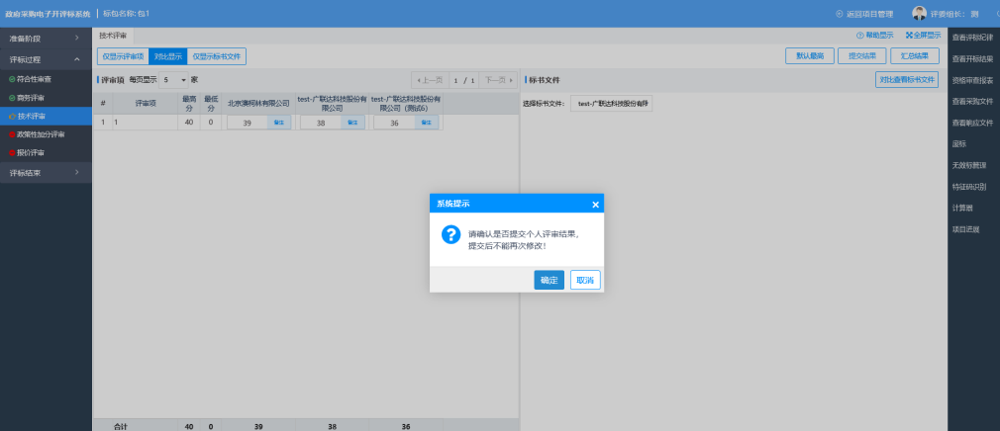 政府采购电子开评标系统 | 标包名称:包1
返回项目管理
评委组长： 测
准备阶段
评标过程
符合性审查
商务评审
技术评审
政策性加分评审
报价评审
评标结束
技术评审
帮助显示
全屏显示
仅显示评审项
对比显示
仅显示标书文件
默认最高
提交结果
汇总结果
评审项 每页显示 5 家
上一页 1 / 1 下一页
# 评审项 最高分 最低分 北京澳柯林有限公司 test-广联达科技股份有限公司 test-广联达科技股份有限公司（测试6）
1 1 40 0 39 备注 38 备注 36 备注
合计 40 0 39 38 36
标书文件
对比查看标书文件
选择标书文件： test-广联达科技股份有限
系统提示
请确认是否提交个人评审结果，
提交后不能再次修改！
确定
取消
查看评标纪律
查看开标结果
资格审查报表
查看采购文件
查看响应文件
废标
无效标管理
特征码识别
计算器
项目进展